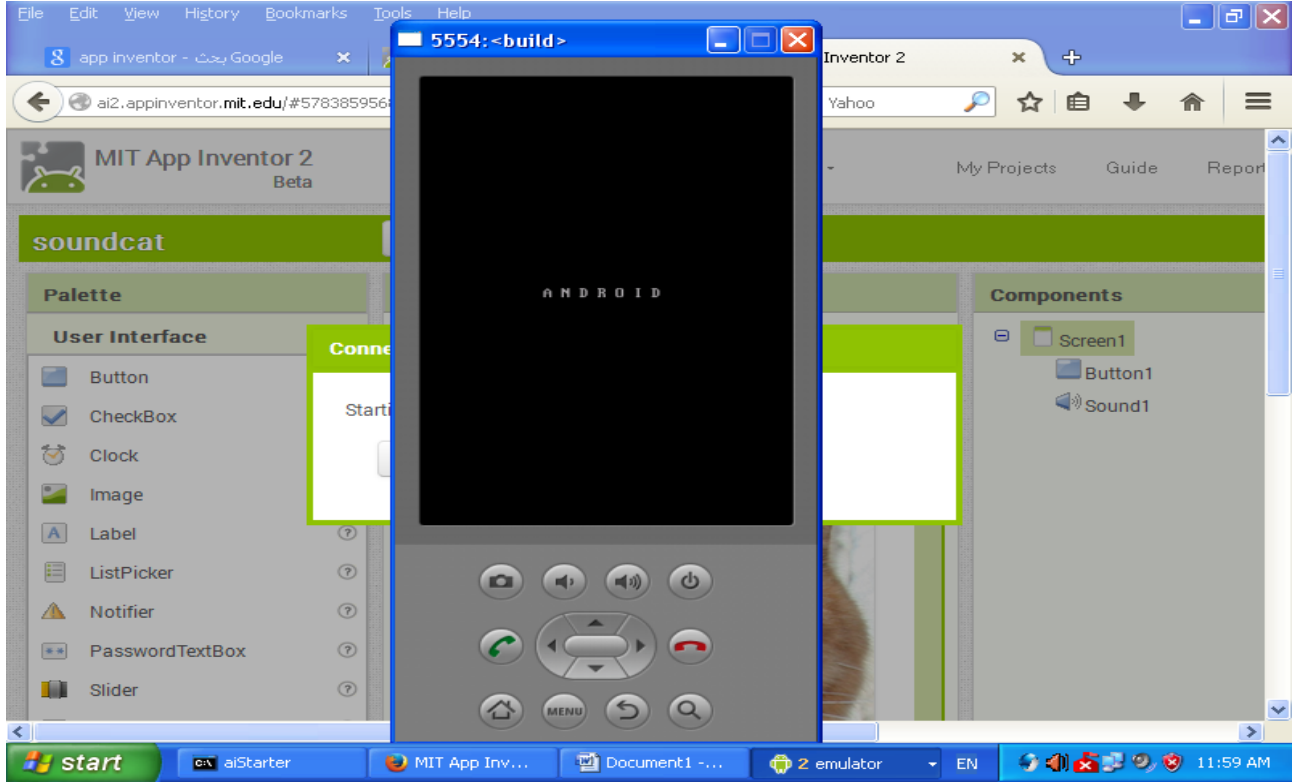 File Edit View History Bookmarks Tools Help
5554:<build>
app inventor - بحث Google
Inventor 2
ai2.appinventor.mit.edu/#578385956
Yahoo
MIT App Inventor 2
Beta
My Projects Guide Report
soundcat
Palette
Components
User Interface
Screen1
Button1
Sound1
Conne
Starti
Button
CheckBox
Clock
Image
Label
ListPicker
Notifier
PasswordTextBox
Slider
ANDROID
MENU
start
aiStarter
MIT App Inv...
Document1 -...
2 emulator
EN
11:59 AM